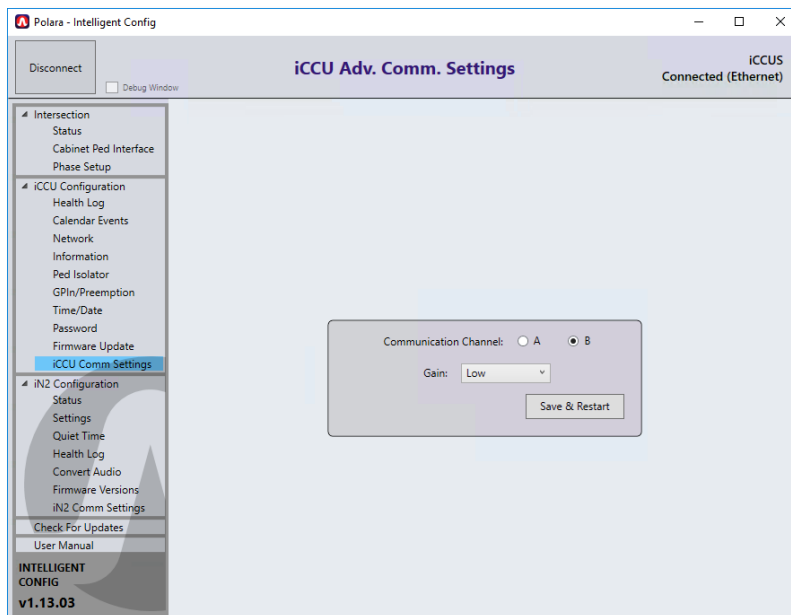 Polara - Intelligent Config
Disconnect
Debug Window
iCCU Adv. Comm. Settings
iCCUS
Connected (Ethernet)
Intersection
Status
Cabinet Ped Interface
Phase Setup
iCCU Configuration
Health Log
Calendar Events
Network
Information
Ped Isolator
GPIn/Preemption
Time/Date
Password
Firmware Update
iCCU Comm Settings
iN2 Configuration
Status
Settings
Quiet Time
Health Log
Convert Audio
Firmware Versions
iN2 Comm Settings
Check For Updates
User Manual
INTELLIGENT
CONFIG
v1.13.03
Communication Channel: A B
Gain: Low
Save & Restart